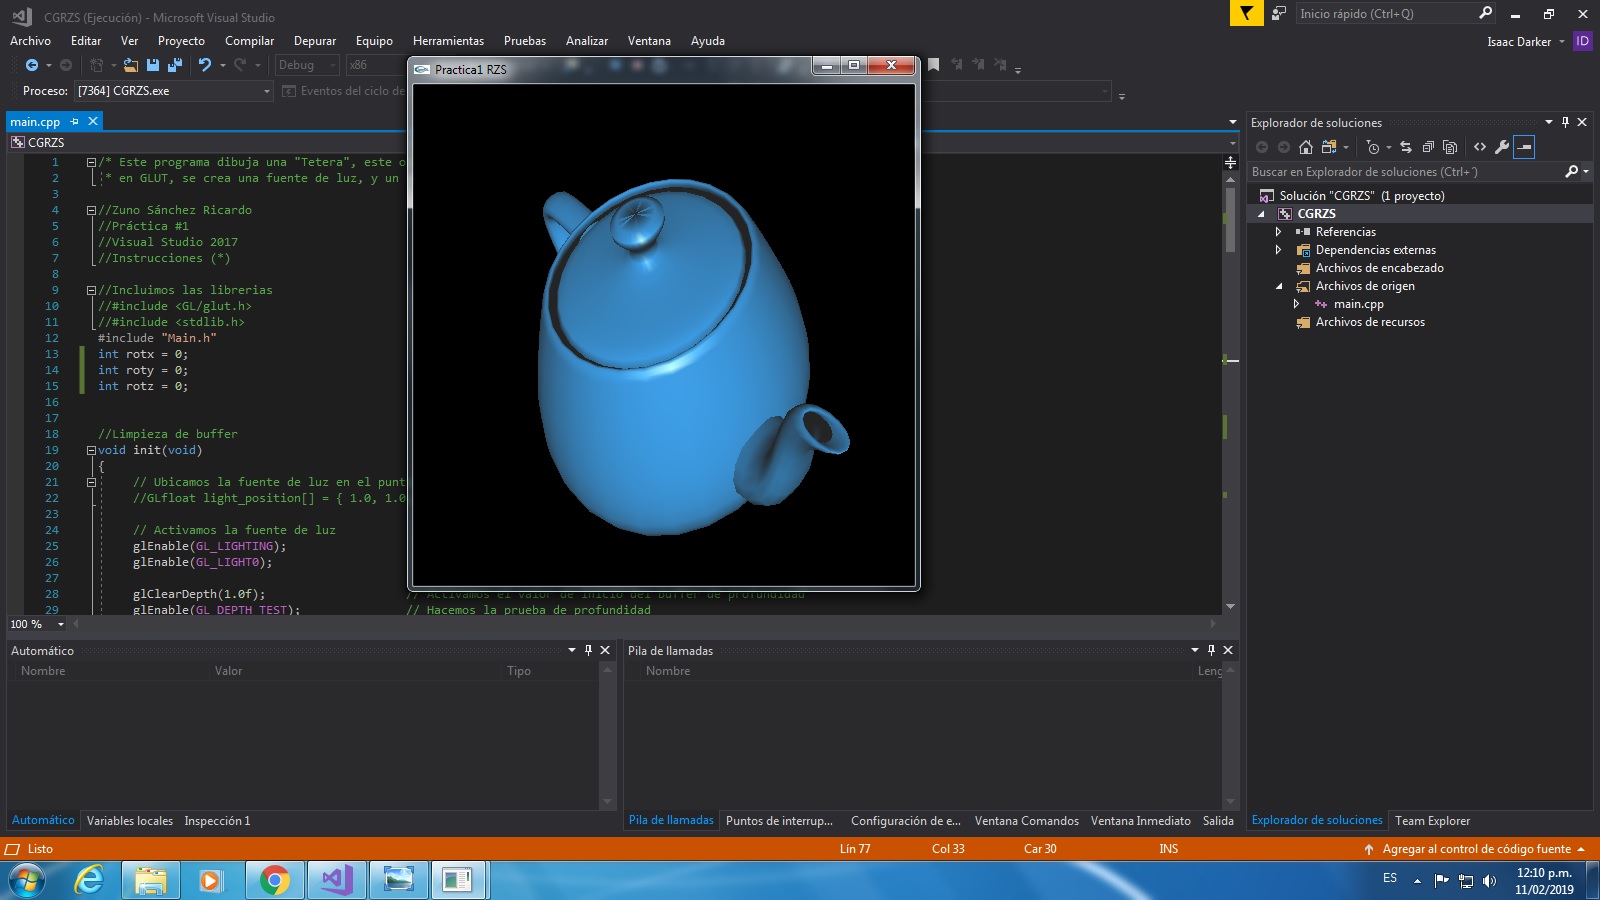 CGRZS (Ejecución) - Microsoft Visual Studio
Inicio rápido (Ctrl+Q)
Archivo Editar Ver Proyecto Compilar Depurar Equipo Herramientas Pruebas Analizar Ventana Ayuda
Isaac Darker ID
Debug x86
Practica1 RZS
Proceso: [7364] CGRZS.exe Eventos del ciclo de
main.cpp
CGRZS
1 /* Este programa dibuja una "Tetera", este o
2 * en GLUT, se crea una fuente de luz, y un
3
4 //Zuno Sánchez Ricardo
5 //Práctica #1
6 //Visual Studio 2017
7 //Instrucciones (*)
8
9 //Incluimos las librerias
10 //#include <GL/glut.h>
11 //#include <stdlib.h>
12 #include "Main.h"
13 int rotx = 0;
14 int roty = 0;
15 int rotz = 0;
16
17
18 //Limpieza de buffer
19 void init(void)
20 {
21 // Ubicamos la fuente de luz en el punt
22 //GLfloat light_position[] = { 1.0, 1.0
23
24 // Activamos la fuente de luz
25 glEnable(GL_LIGHTING);
26 glEnable(GL_LIGHT0);
27
28 glClearDepth(1.0f); // Activamos el valor de inicio del buffer de profundidad
29 glEnable(GL_DEPTH_TEST); // Hacemos la prueba de profundidad
100 %
Explorador de soluciones
Buscar en Explorador de soluciones (Ctrl+´)
Solución "CGRZS" (1 proyecto)
CGRZS
Referencias
Dependencias externas
Archivos de encabezado
Archivos de origen
main.cpp
Archivos de recursos
Automático
Nombre Valor Tipo
Pila de llamadas
Nombre Leng
Automático Variables locales Inspección 1
Pila de llamadas Puntos de interrup... Configuración de e... Ventana Comandos Ventana Inmediato Salida
Explorador de soluciones Team Explorer
Listo Lín 77 Col 33 Car 30 INS Agregar al control de código fuente
ES
12:10 p.m.
11/02/2019